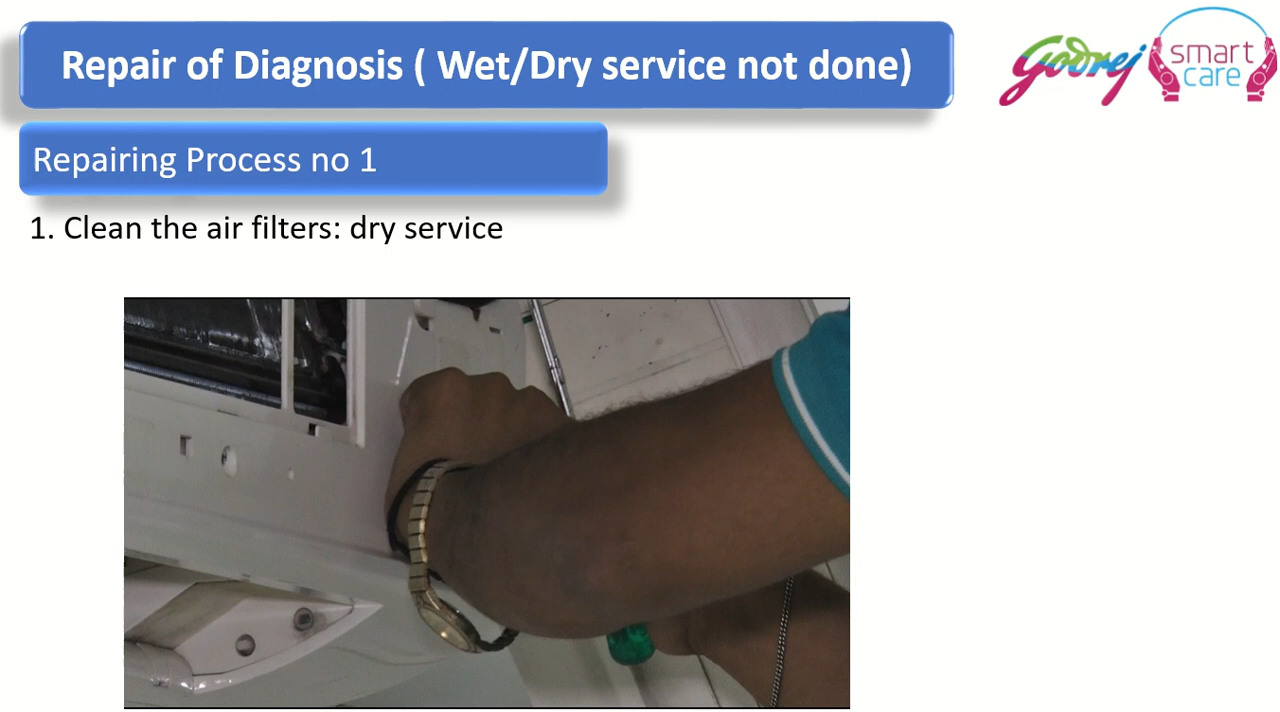 Repair of Diagnosis ( Wet/Dry service not done)
Godrej smart care
Repairing Process no 1
1. Clean the air filters: dry service